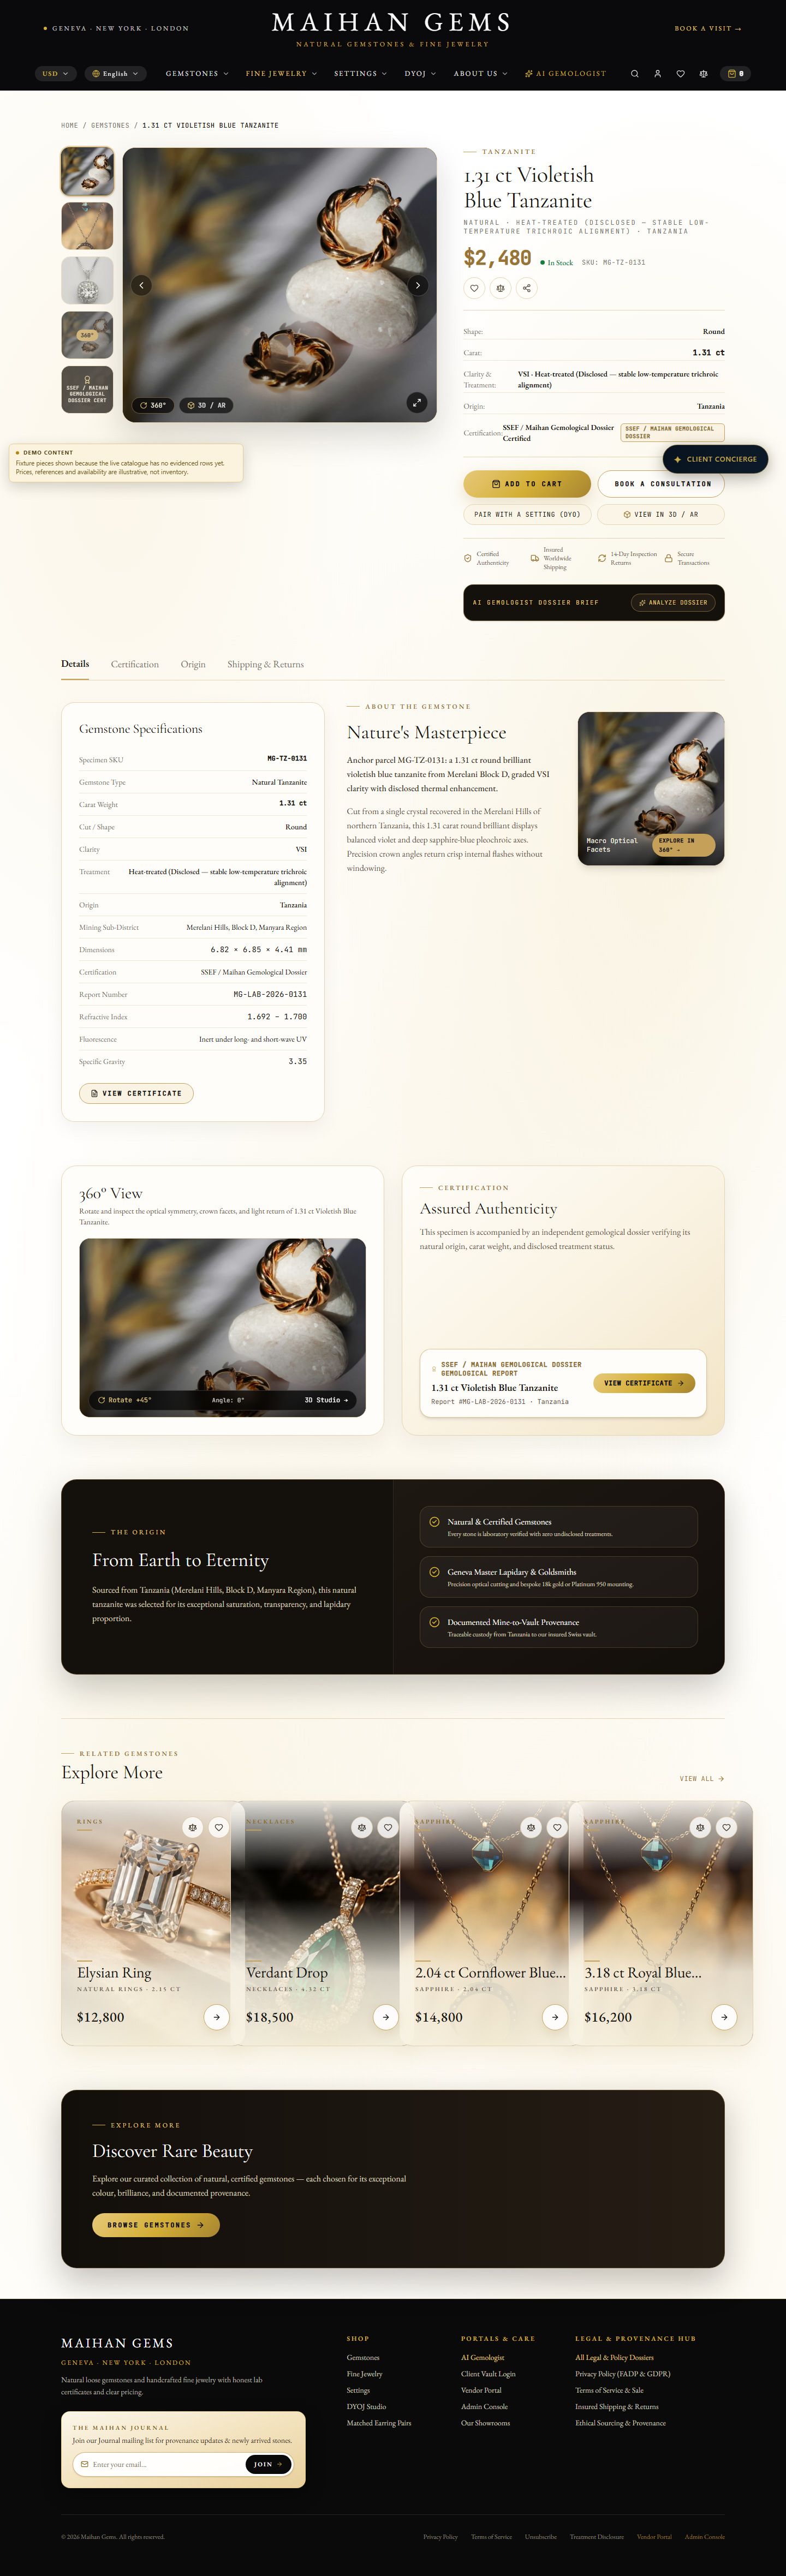 GENEVA · NEW YORK · LONDON
MAIHAN GEMS
NATURAL GEMSTONES & FINE JEWELRY
BOOK A VISIT →
USD
English
GEMSTONES
FINE JEWELRY
SETTINGS
DYOJ
ABOUT US
AI GEMOLOGIST
0
HOME / GEMSTONES / 1.31 CT VIOLETISH BLUE TANZANITE
360°
SSEF / MAIHAN
GEMOLOGICAL
DOSSIER CERT
360°
3D / AR
TANZANITE
1.31 ct Violetish
Blue Tanzanite
NATURAL · HEAT-TREATED (DISCLOSED — STABLE LOW-
TEMPERATURE TRICHROIC ALIGNMENT) · TANZANIA
$2,480
In Stock
SKU: MG-TZ-0131
Shape:
Round
Carat:
1.31 ct
Clarity &
Treatment:
VSI · Heat-treated (Disclosed — stable low-temperature trichroic
alignment)
Origin:
Tanzania
Certification:
SSEF / Maihan Gemological Dossier
Certified
SSEF / MAIHAN GEMOLOGICAL
DOSSIER
DEMO CONTENT
Fixture pieces shown because the live catalogue has no evidenced rows yet.
Prices, references and availability are illustrative, not inventory.
CLIENT CONCIERGE
ADD TO CART
BOOK A CONSULTATION
PAIR WITH A SETTING (DYO)
VIEW IN 3D / AR
Certified
Authenticity
Insured
Worldwide
Shipping
14-Day Inspection
Returns
Secure
Transactions
AI GEMOLOGIST DOSSIER BRIEF
ANALYZE DOSSIER
Details
Certification
Origin
Shipping & Returns
Gemstone Specifications
Specimen SKU
MG-TZ-0131
Gemstone Type
Natural Tanzanite
Carat Weight
1.31 ct
Cut / Shape
Round
Clarity
VSI
Treatment
Heat-treated (Disclosed — stable low-temperature trichroic
alignment)
Origin
Tanzania
Mining Sub-District
Merelani Hills, Block D, Manyara Region
Dimensions
6.82 × 6.85 × 4.41 mm
Certification
SSEF / Maihan Gemological Dossier
Report Number
MG-LAB-2026-0131
Refractive Index
1.692 – 1.700
Fluorescence
Inert under long- and short-wave UV
Specific Gravity
3.35
VIEW CERTIFICATE
ABOUT THE GEMSTONE
Nature's Masterpiece
Anchor parcel MG-TZ-0131: a 1.31 ct round brilliant
violetish blue tanzanite from Merelani Block D, graded VSI
clarity with disclosed thermal enhancement.
Cut from a single crystal recovered in the Merelani Hills of
northern Tanzania, this 1.31 carat round brilliant displays
balanced violet and deep sapphire-blue pleochroic axes.
Precision crown angles return crisp internal flashes without
windowing.
Macro Optical
Facets
EXPLORE IN
360° →
360° View
Rotate and inspect the optical symmetry, crown facets, and light return of 1.31 ct Violetish Blue
Tanzanite.
Rotate +45°
Angle: 0°
3D Studio →
CERTIFICATION
Assured Authenticity
This specimen is accompanied by an independent gemological dossier verifying its
natural origin, carat weight, and disclosed treatment status.
SSEF / MAIHAN GEMOLOGICAL DOSSIER
GEMOLOGICAL REPORT
1.31 ct Violetish Blue Tanzanite
Report #MG-LAB-2026-0131 · Tanzania
VIEW CERTIFICATE →
THE ORIGIN
From Earth to Eternity
Sourced from Tanzania (Merelani Hills, Block D, Manyara Region), this natural
tanzanite was selected for its exceptional saturation, transparency, and lapidary
proportion.
Natural & Certified Gemstones
Every stone is laboratory verified with zero undisclosed treatments.
Geneva Master Lapidary & Goldsmiths
Precision optical cutting and bespoke 18k gold or Platinum 950 mounting.
Documented Mine-to-Vault Provenance
Traceable custody from Tanzania to our insured Swiss vault.
RELATED GEMSTONES
Explore More
VIEW ALL →
RINGS
NECKLACES
SAPPHIRE
SAPPHIRE
Elysian Ring
NATURAL RINGS · 2.15 CT
$12,800
Verdant Drop
NECKLACES · 4.32 CT
$18,500
2.04 ct Cornflower Blue...
SAPPHIRE · 2.04 CT
$14,800
3.18 ct Royal Blue...
SAPPHIRE · 3.18 CT
$16,200
EXPLORE MORE
Discover Rare Beauty
Explore our curated collection of natural, certified gemstones — each chosen for its exceptional
colour, brilliance, and documented provenance.
BROWSE GEMSTONES →
MAIHAN GEMS
GENEVA · NEW YORK · LONDON
Natural loose gemstones and handcrafted fine jewelry with honest lab
certificates and clear pricing.
THE MAIHAN JOURNAL
Join our Journal mailing list for provenance updates & newly arrived stones.
Enter your email...
JOIN
SHOP
Gemstones
Fine Jewelry
Settings
DYOJ Studio
Matched Earring Pairs
PORTALS & CARE
AI Gemologist
Client Vault Login
Vendor Portal
Admin Console
Our Showrooms
LEGAL & PROVENANCE HUB
All Legal & Policy Dossiers
Privacy Policy (FADP & GDPR)
Terms of Service & Sale
Insured Shipping & Returns
Ethical Sourcing & Provenance
© 2026 Maihan Gems. All rights reserved.
Privacy Policy
Terms of Service
Unsubscribe
Treatment Disclosure
Vendor Portal
Admin Console